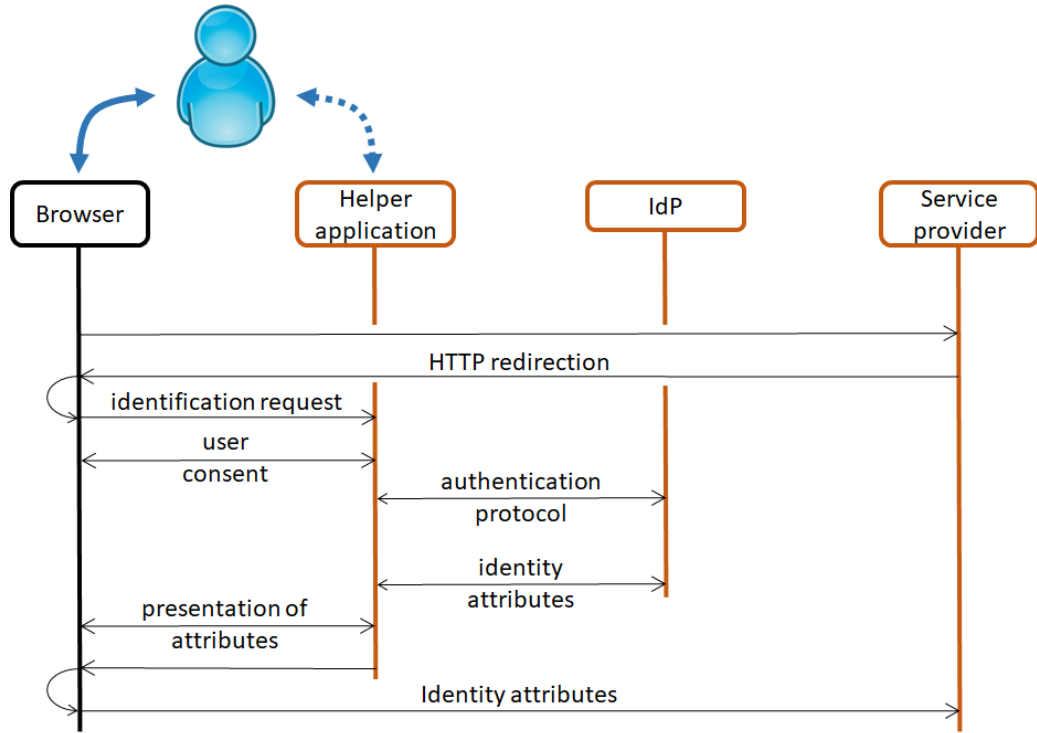 Browser
Helper
application
IdP
Service
provider
HTTP redirection
identification request
user
consent
authentication
protocol
identity
attributes
presentation of
attributes
Identity attributes